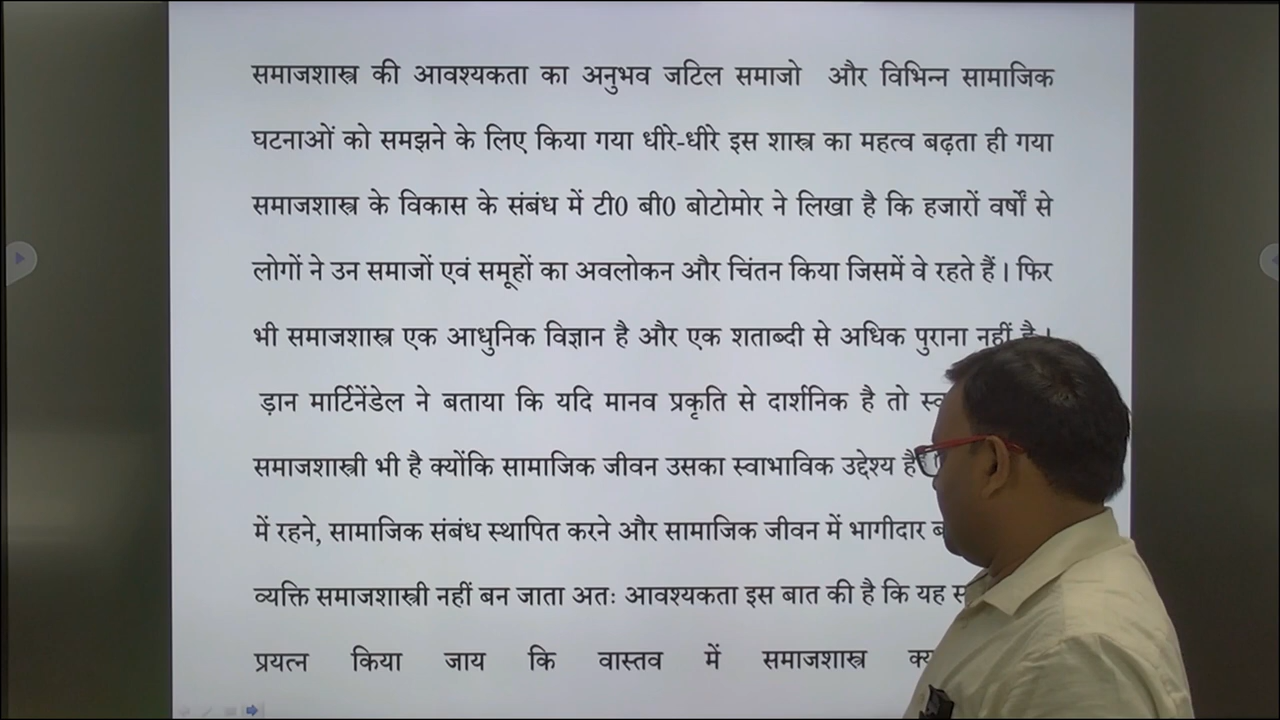 समाजशास्त्र की आवश्यकता का अनुभव जटिल समाजो और विभिन्न सामाजिक
घटनाओं को समझने के लिए किया गया धीरे-धीरे इस शास्त्र का महत्व बढ़ता ही गया
समाजशास्त्र के विकास के संबंध में टी0 बी0 बोटोमोर ने लिखा है कि हजारों वर्षों से
लोगों ने उन समाजों एवं समूहों का अवलोकन और चिंतन किया जिसमें वे रहते हैं। फिर
भी समाजशास्त्र एक आधुनिक विज्ञान है और एक शताब्दी से अधिक पुराना नहीं है।
ड़ान मार्टिनेंडेल ने बताया कि यदि मानव प्रकृति से दार्शनिक है तो
समाजशास्त्री भी है क्योंकि सामाजिक जीवन उसका स्वाभाविक उद्देश्य है
में रहने, सामाजिक संबंध स्थापित करने और सामाजिक जीवन में भागीदार
व्यक्ति समाजशास्त्री नहीं बन जाता अतः आवश्यकता इस बात की है कि यह
प्रयत्न किया जाय कि वास्तव में समाजशास्त्र